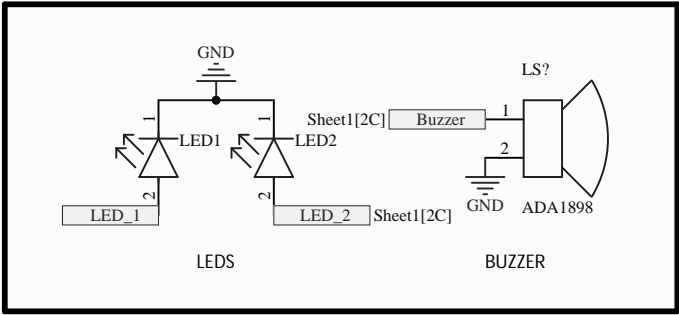 GND
LS?
1
1
1
Sheet1[2C]
Buzzer
LED1
LED2
2
2
2
GND
ADA1898
LED_1
LED_2
Sheet1[2C]
LEDS
BUZZER